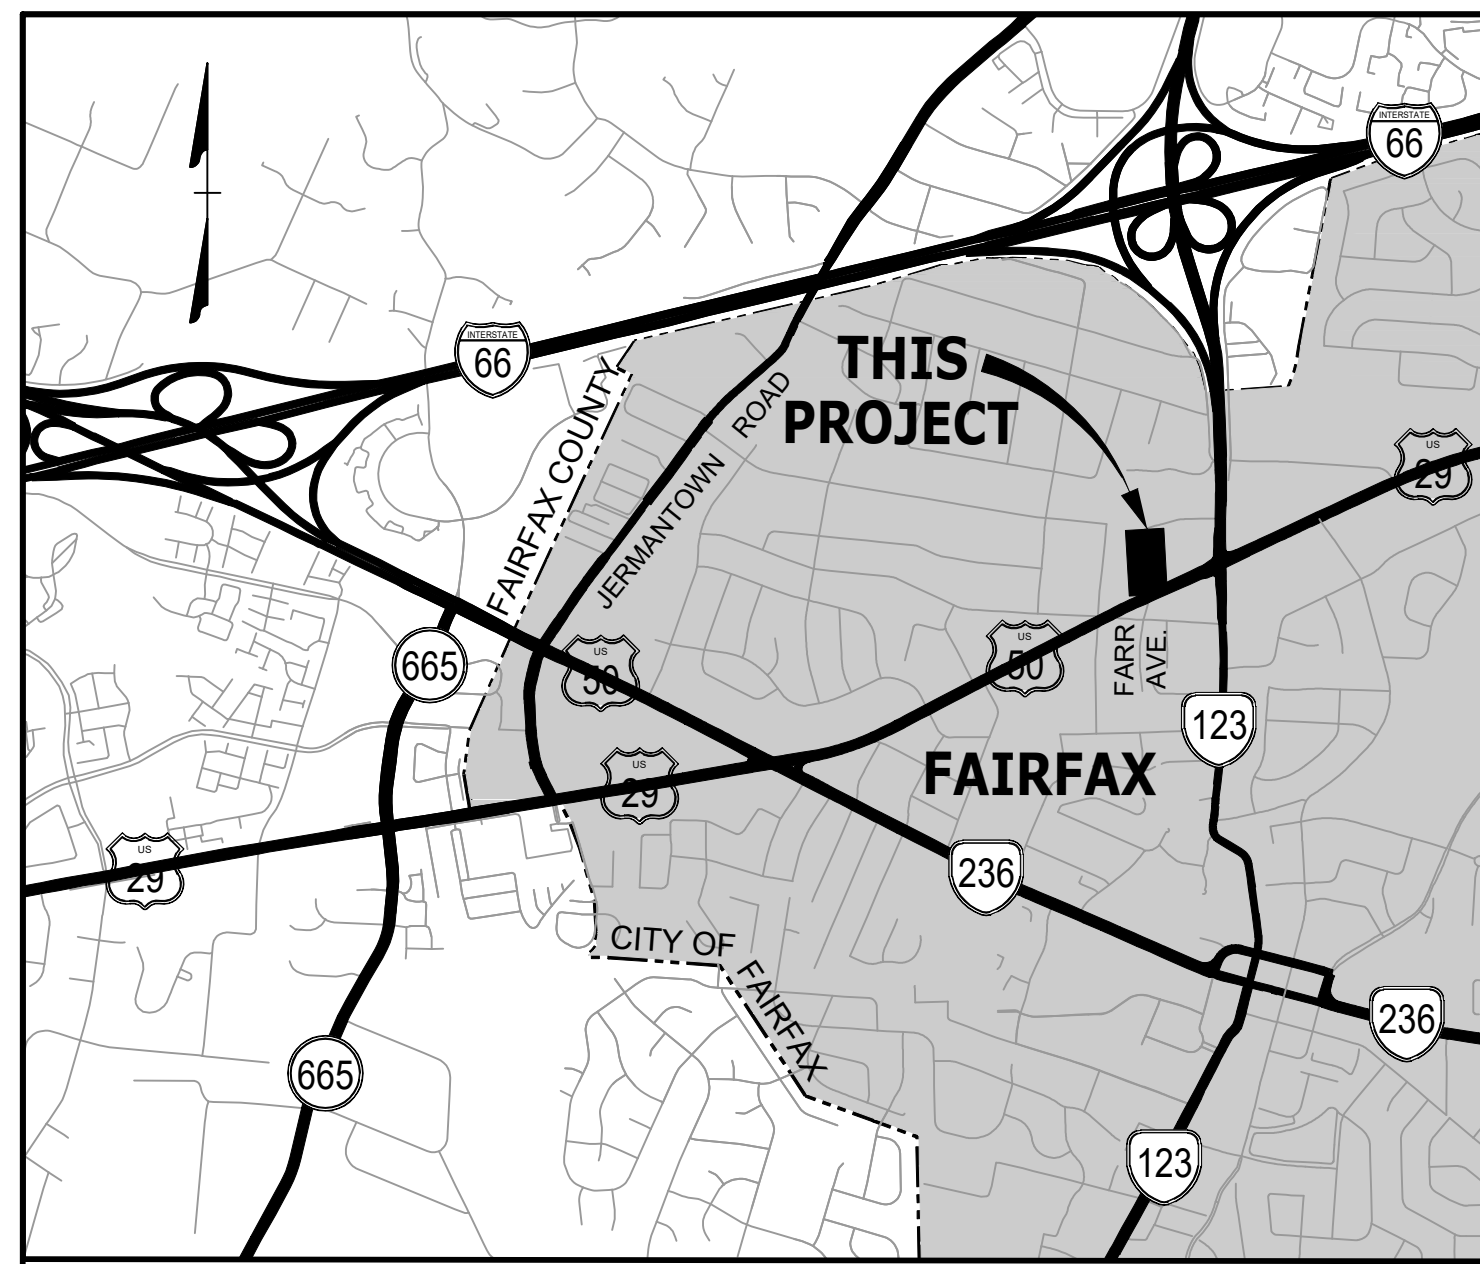 INTERSTATE
66
INTERSTATE
66
THIS
PROJECT
FAIRFAX COUNTY
JERMANTOWN ROAD
US
29
665
US
50
US
50
FARR
AVE.
123
US
29
FAIRFAX
US
29
236
CITY OF
FAIRFAX
236
665
123